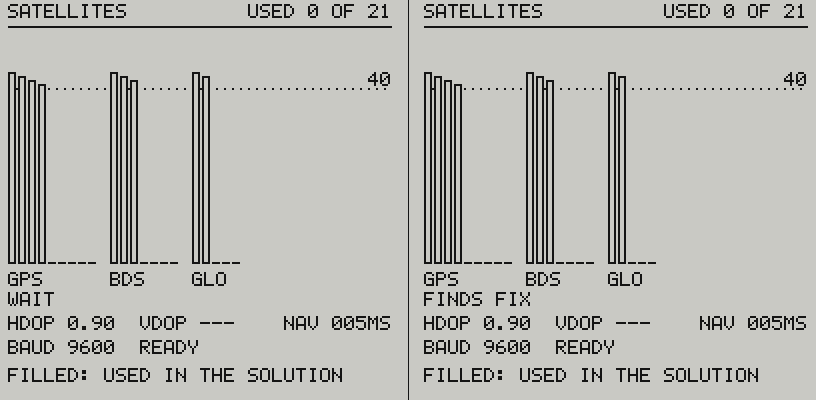 SATELLITES USED 0 OF 21
40
GPS BDS GLO
WAIT
HDOP 0.90 VDOP --- NAV 005MS
BAUD 9600 READY
FILLED: USED IN THE SOLUTION
SATELLITES USED 0 OF 21
40
GPS BDS GLO
FINDS FIX
HDOP 0.90 VDOP --- NAV 005MS
BAUD 9600 READY
FILLED: USED IN THE SOLUTION